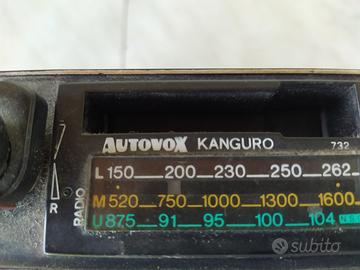 AUTOVOX KANGURO 732
L 150 200 230 250 262
M 520 750 1000 1300 1600
U 875 91 95 100 104
R
RADIO
subito